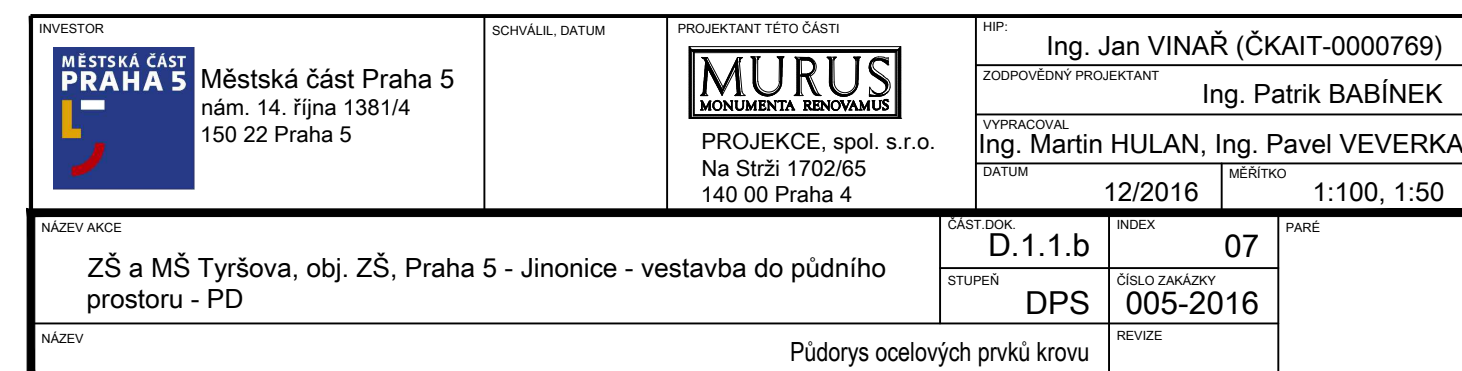 INVESTOR
MĚSTSKÁ ČÁST
PRAHA 5
Městská část Praha 5
nám. 14. října 1381/4
150 22 Praha 5
SCHVÁLIL, DATUM
PROJEKTANT TÉTO ČÁSTI
MURUS
MONUMENTA RENOVAMUS
PROJEKCE, spol. s.r.o.
Na Strži 1702/65
140 00 Praha 4
HIP:
Ing. Jan VINAŘ (ČKAIT-0000769)
ZODPOVĚDNÝ PROJEKTANT
Ing. Patrik BABÍNEK
VYPRACOVAL
Ing. Martin HULAN, Ing. Pavel VEVERKA
DATUM
12/2016
MĚŘÍTKO
1:100, 1:50
NÁZEV AKCE
ZŠ a MŠ Tyršova, obj. ZŠ, Praha 5 - Jinonice - vestavba do půdního
prostoru - PD
ČÁST.DOK.
D.1.1.b
INDEX
07
PARÉ
STUPEŇ
DPS
ČÍSLO ZAKÁZKY
005-2016
NÁZEV
Půdorys ocelových prvků krovu
REVIZE